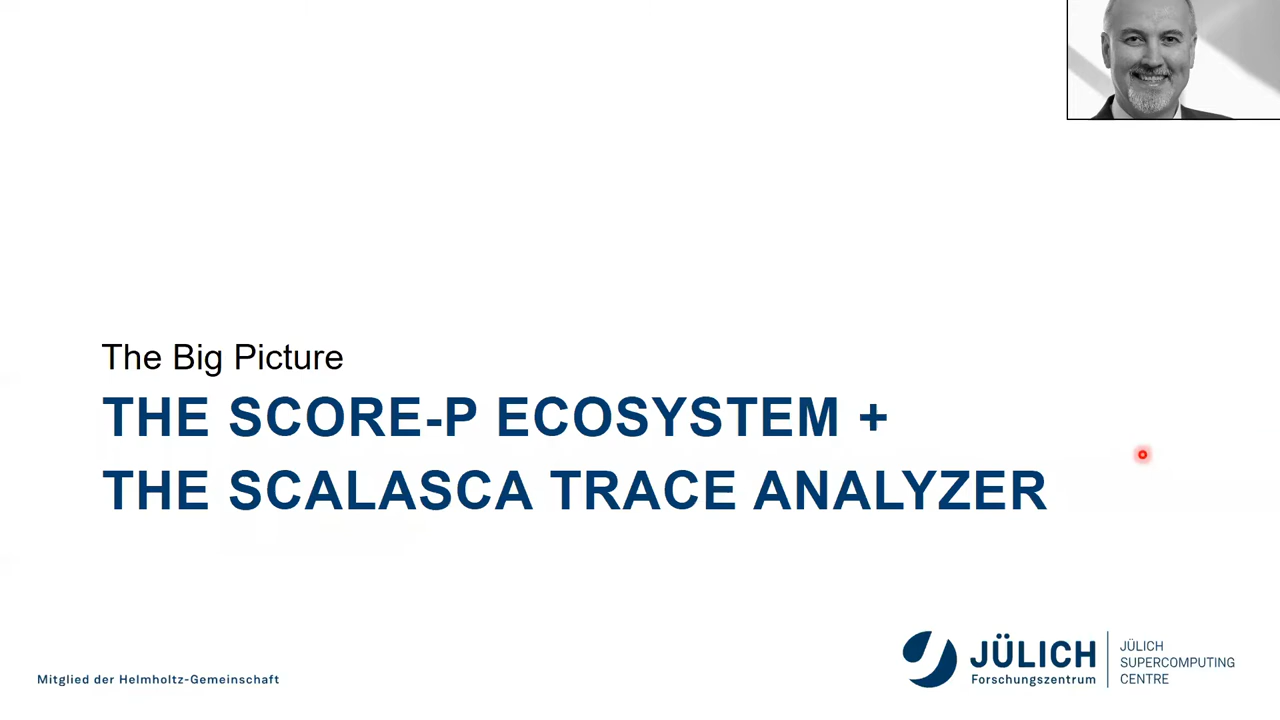 The Big Picture
THE SCORE-P ECOSYSTEM +
THE SCALASCA TRACE ANALYZER
Mitglied der Helmholtz-Gemeinschaft
JÜLICH
Forschungszentrum
JÜLICH
SUPERCOMPUTING
CENTRE